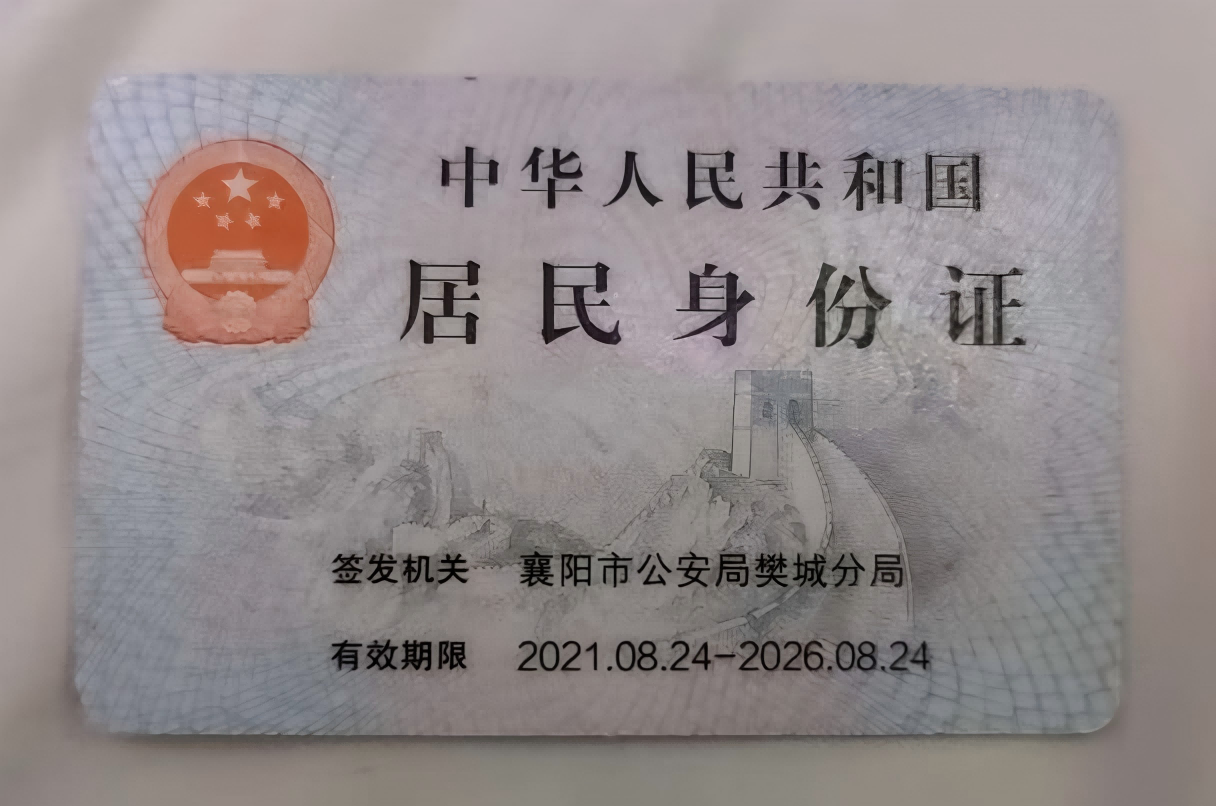 中华人民共和国
居民身份证
签发机关 襄阳市公安局樊城分局
有效期限 2021.08.24-2026.08.24